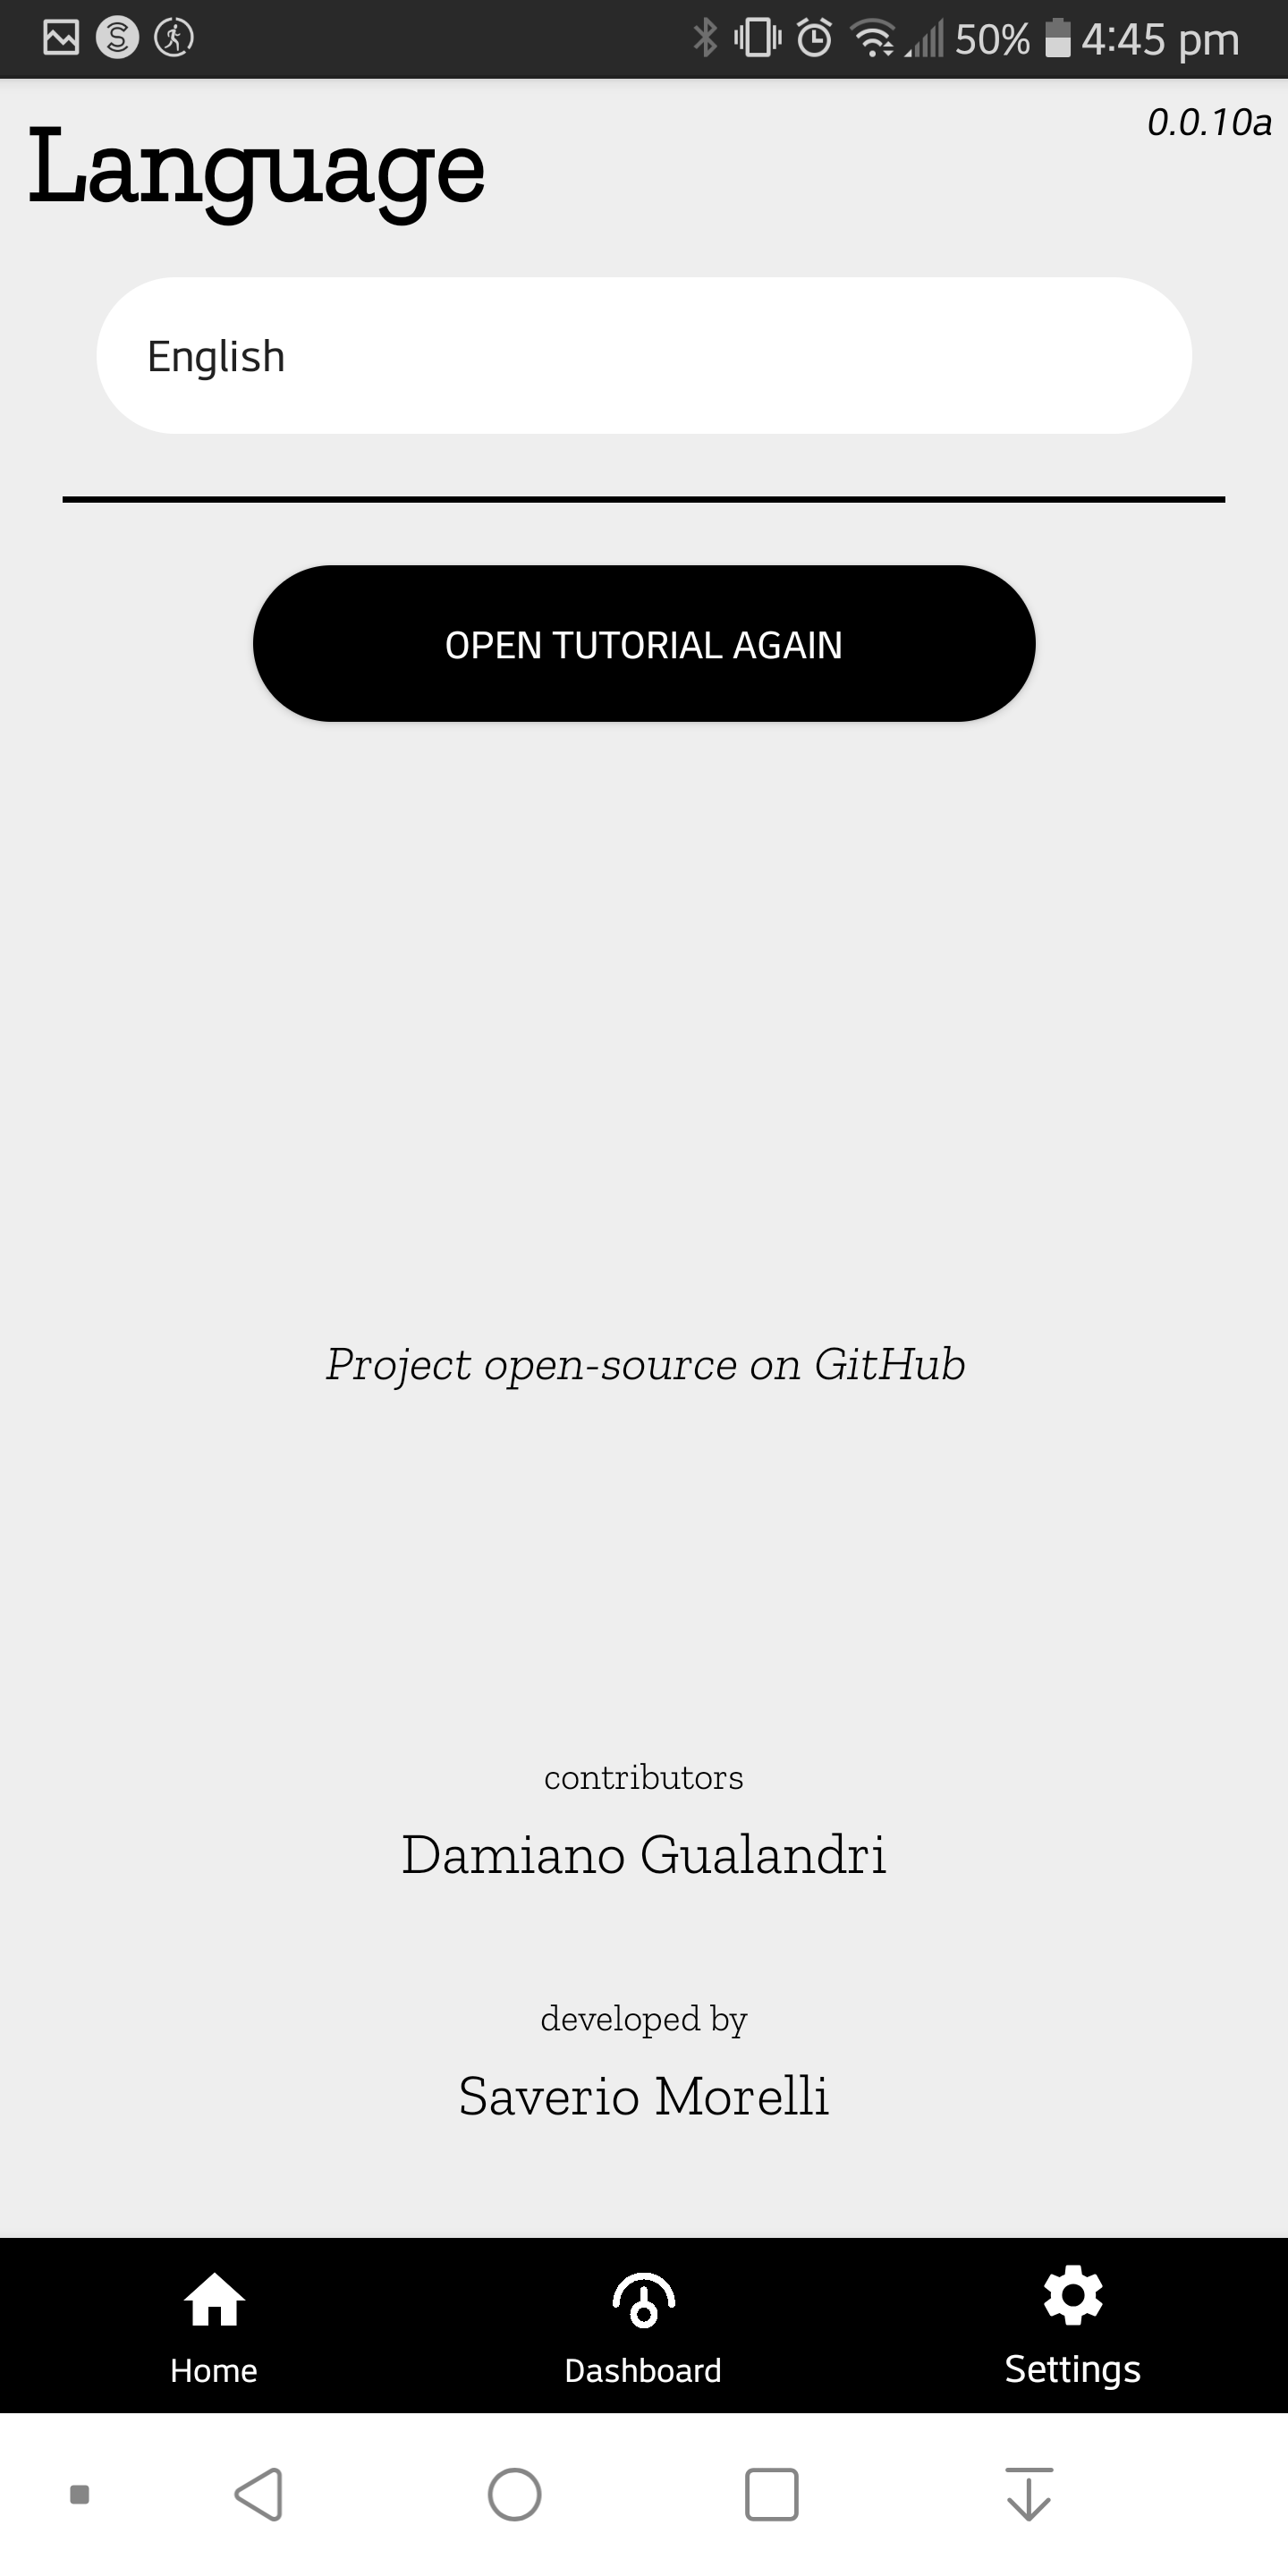 50% 4:45 pm
0.0.10a
Language
English
OPEN TUTORIAL AGAIN
Project open-source on GitHub
contributors
Damiano Gualandri
developed by
Saverio Morelli
Home Dashboard Settings